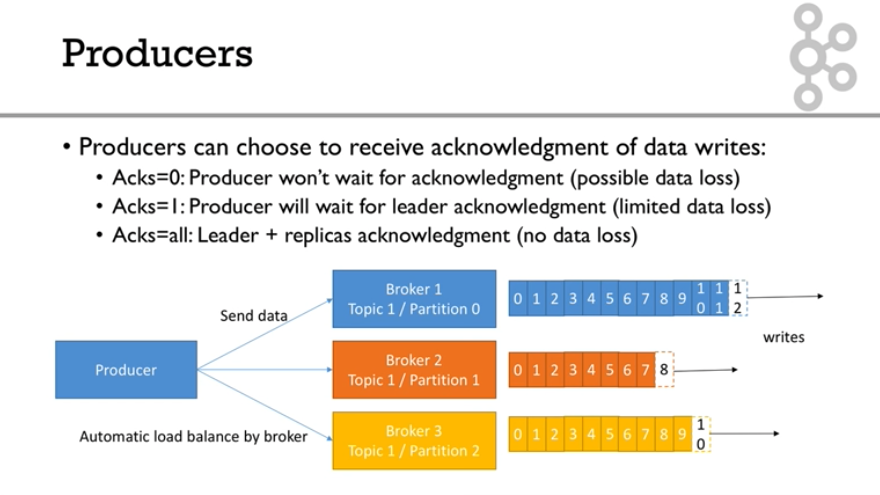 Producers
• Producers can choose to receive acknowledgment of data writes:
• Acks=0: Producer won't wait for acknowledgment (possible data loss)
• Acks=1: Producer will wait for leader acknowledgment (limited data loss)
• Acks=all: Leader + replicas acknowledgment (no data loss)
Send data
Producer
Automatic load balance by broker
Broker 1
Topic 1 / Partition 0
0 1 2 3 4 5 6 7 8 9 10 11 12
Broker 2
Topic 1 / Partition 1
0 1 2 3 4 5 6 7 8
Broker 3
Topic 1 / Partition 2
0 1 2 3 4 5 6 7 8 9 10
writes